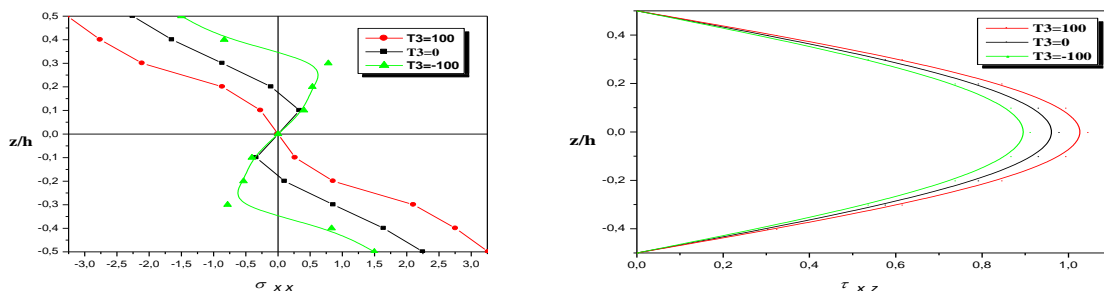 0,5
0,4
0,3
0,2
0,1
0,0
-0,1
-0,2
-0,3
-0,4
-0,5
z/h
-3,0 -2,5 -2,0 -1,5 -1,0 -0,5 0,0 0,5 1,0 1,5 2,0 2,5 3,0
σ xx
T3=100
T3=0
T3=-100
0,4
0,2
0,0
-0,2
-0,4
z/h
0,0 0,2 0,4 0,6 0,8 1,0
τ xz
T3=100
T3=0
T3=-100